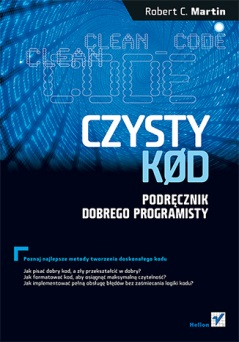 Robert C. Martin
CLEAN CODE
CLEAN
CODE
CZYSTY
KØD
PODRĘCZNIK
DOBREGO PROGRAMISTY
Poznaj najlepsze metody tworzenia doskonałego kodu
Jak pisać dobry kod, a zły przekształcić w dobry?
Jak formatować kod, aby osiągnąć maksymalną czytelność?
Jak implementować pełną obsługę błędów bez zaśmiecania logiki kodu?
Helion